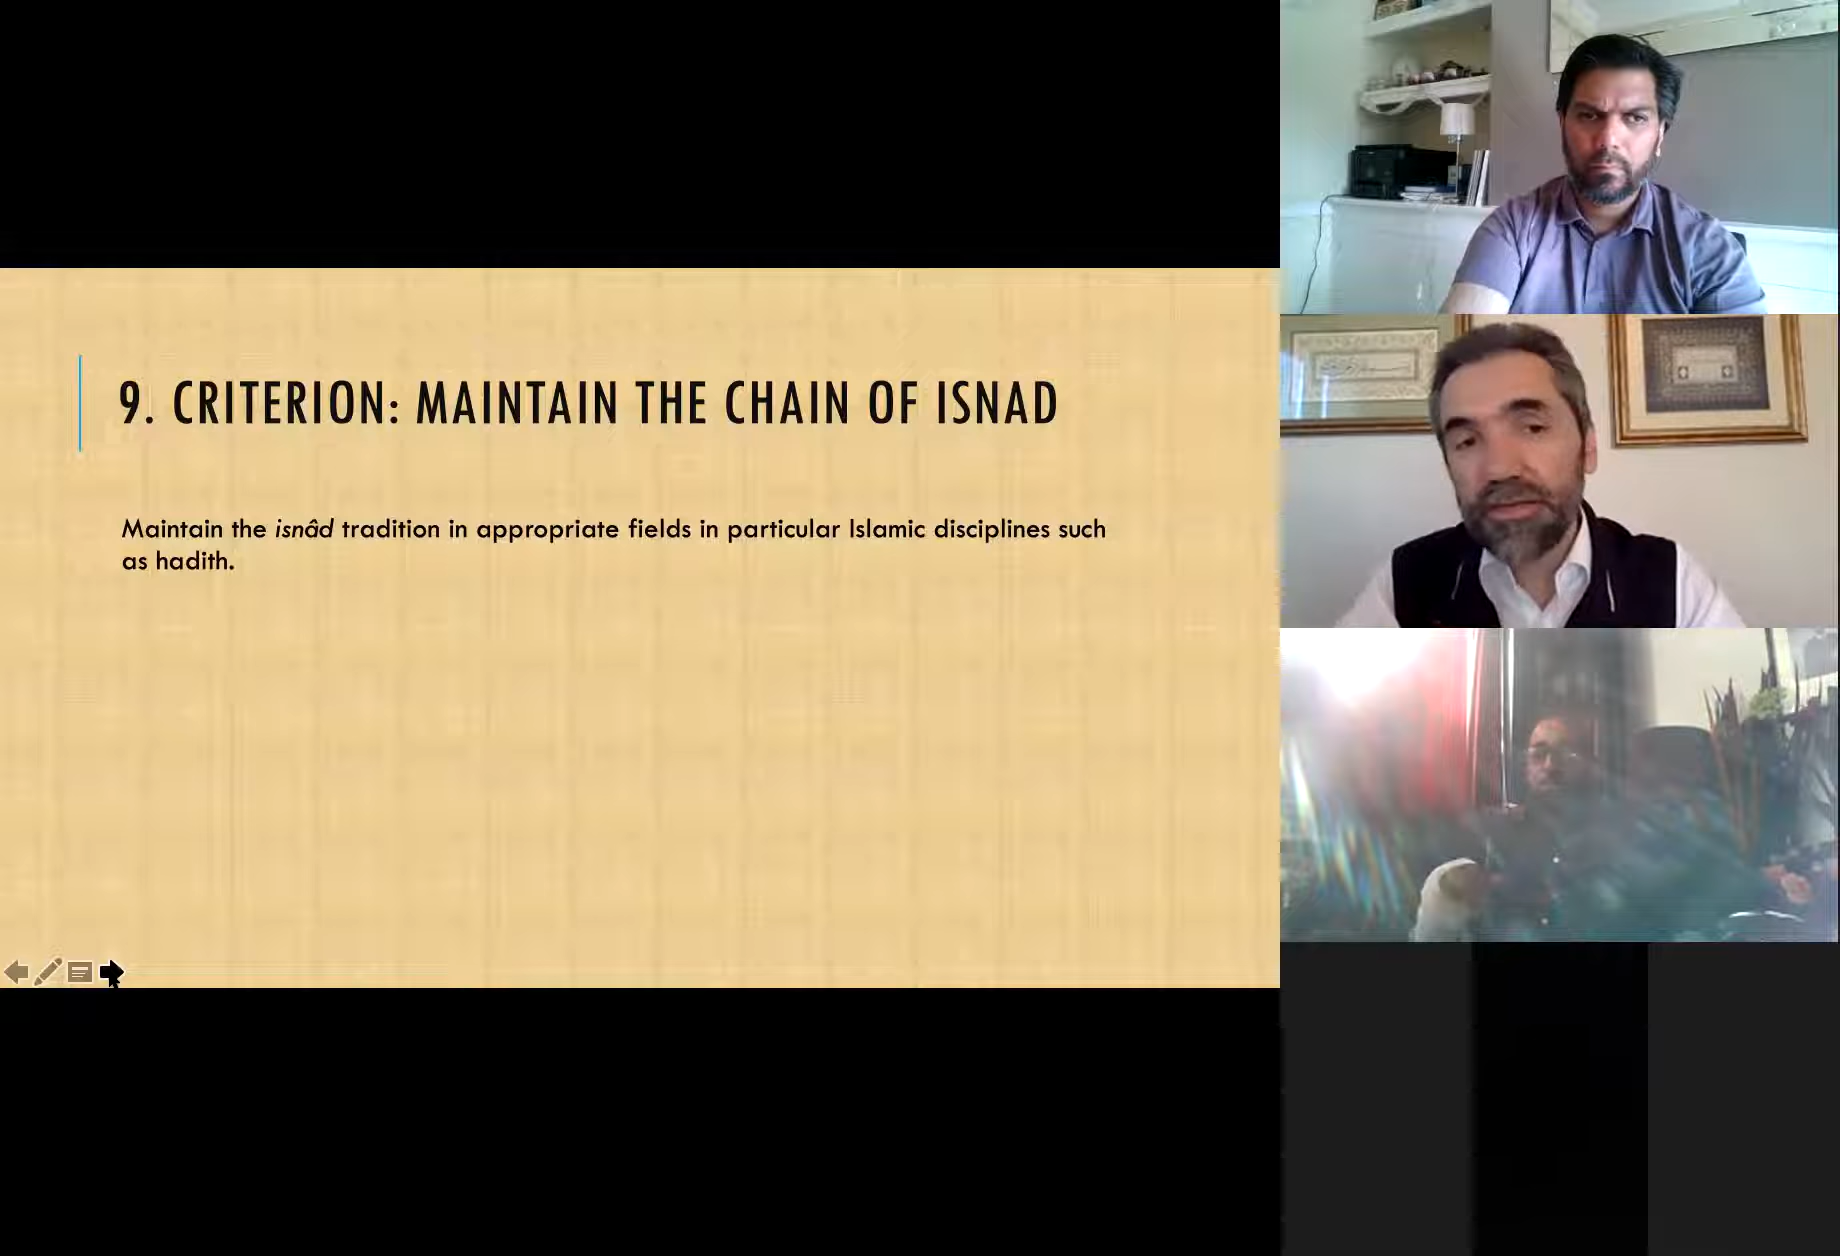 9. CRITERION: MAINTAIN THE CHAIN OF ISNAD
Maintain the isnâd tradition in appropriate fields in particular Islamic disciplines such
as hadith.